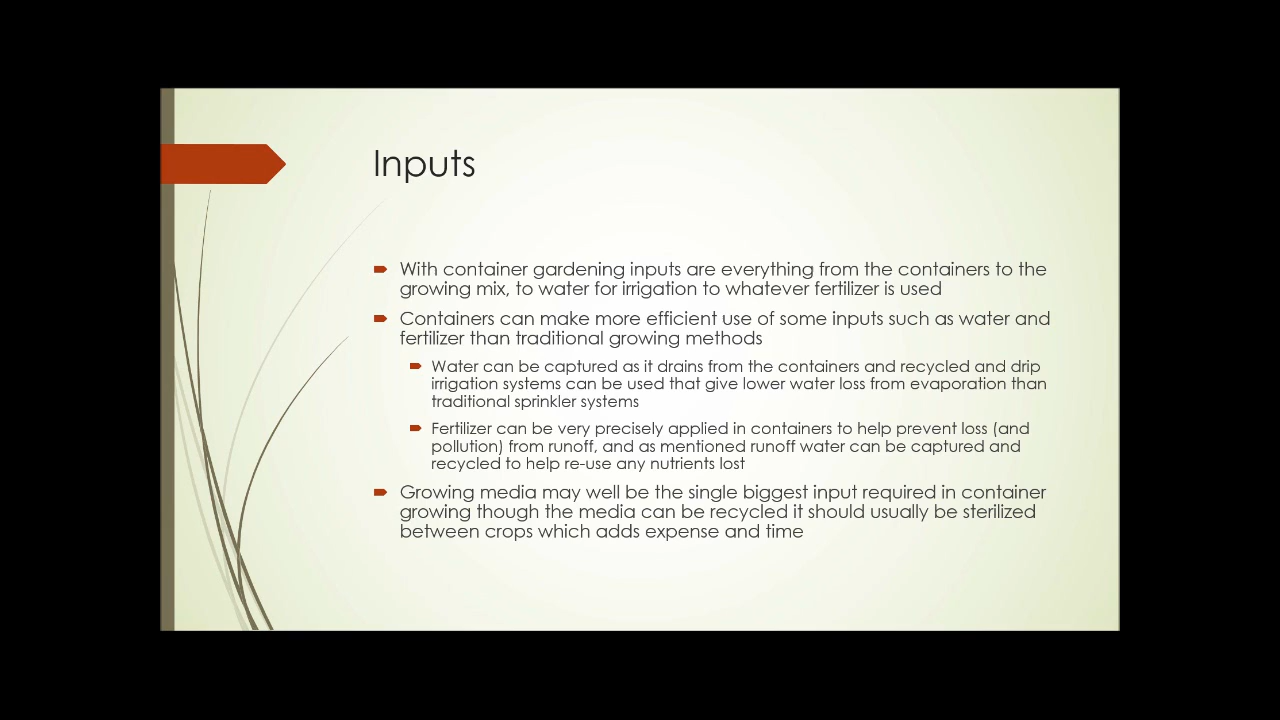 Inputs
With container gardening inputs are everything from the containers to the
growing mix, to water for irrigation to whatever fertilizer is used
Containers can make more efficient use of some inputs such as water and
fertilizer than traditional growing methods
Water can be captured as it drains from the containers and recycled and drip
irrigation systems can be used that give lower water loss from evaporation than
traditional sprinkler systems
Fertilizer can be very precisely applied in containers to help prevent loss (and
pollution) from runoff, and as mentioned runoff water can be captured and
recycled to help re-use any nutrients lost
Growing media may well be the single biggest input required in container
growing though the media can be recycled it should usually be sterilized
between crops which adds expense and time